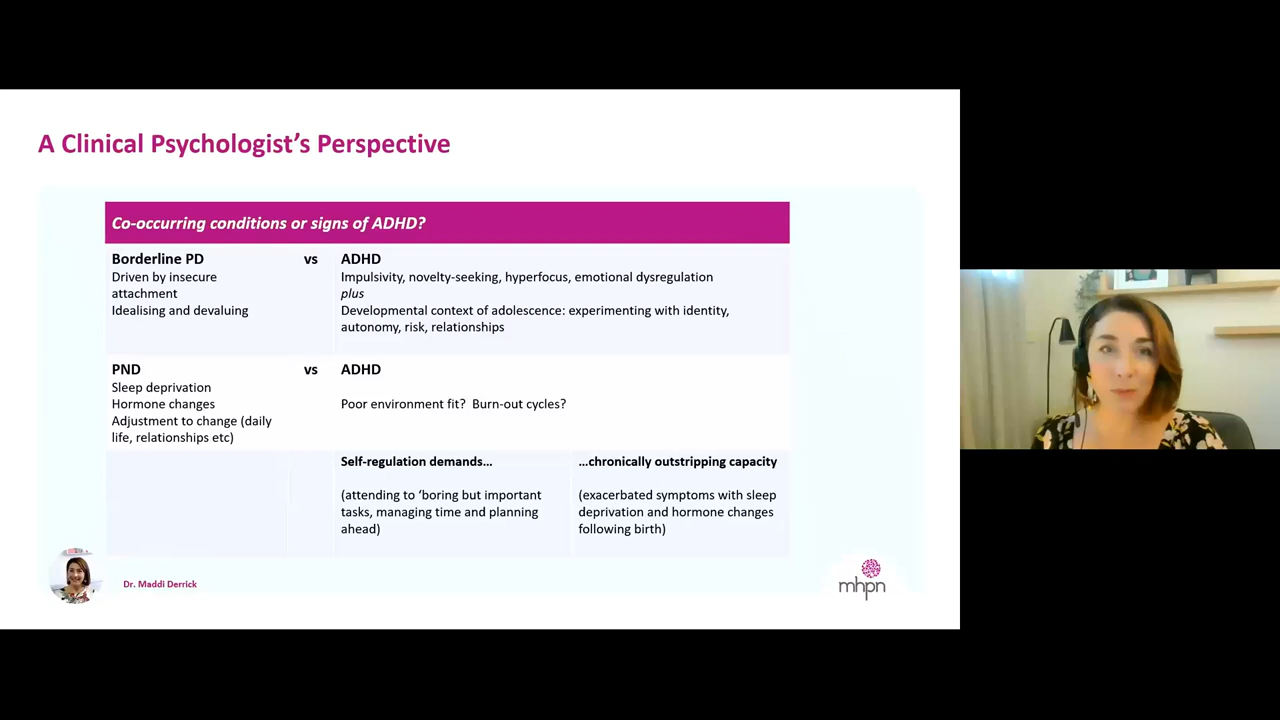 A Clinical Psychologist’s Perspective
Co-occurring conditions or signs of ADHD?
Borderline PD vs ADHD
Driven by insecure
attachment
Idealising and devaluing
Impulsivity, novelty-seeking, hyperfocus, emotional dysregulation
plus
Developmental context of adolescence: experimenting with identity,
autonomy, risk, relationships
PND vs ADHD
Sleep deprivation
Hormone changes
Adjustment to change (daily
life, relationships etc)
Poor environment fit? Burn-out cycles?
Self-regulation demands…
(attending to ‘boring but important
tasks, managing time and planning
ahead)
…chronically outstripping capacity
(exacerbated symptoms with sleep
deprivation and hormone changes
following birth)
Dr. Maddi Derrick
mhpn